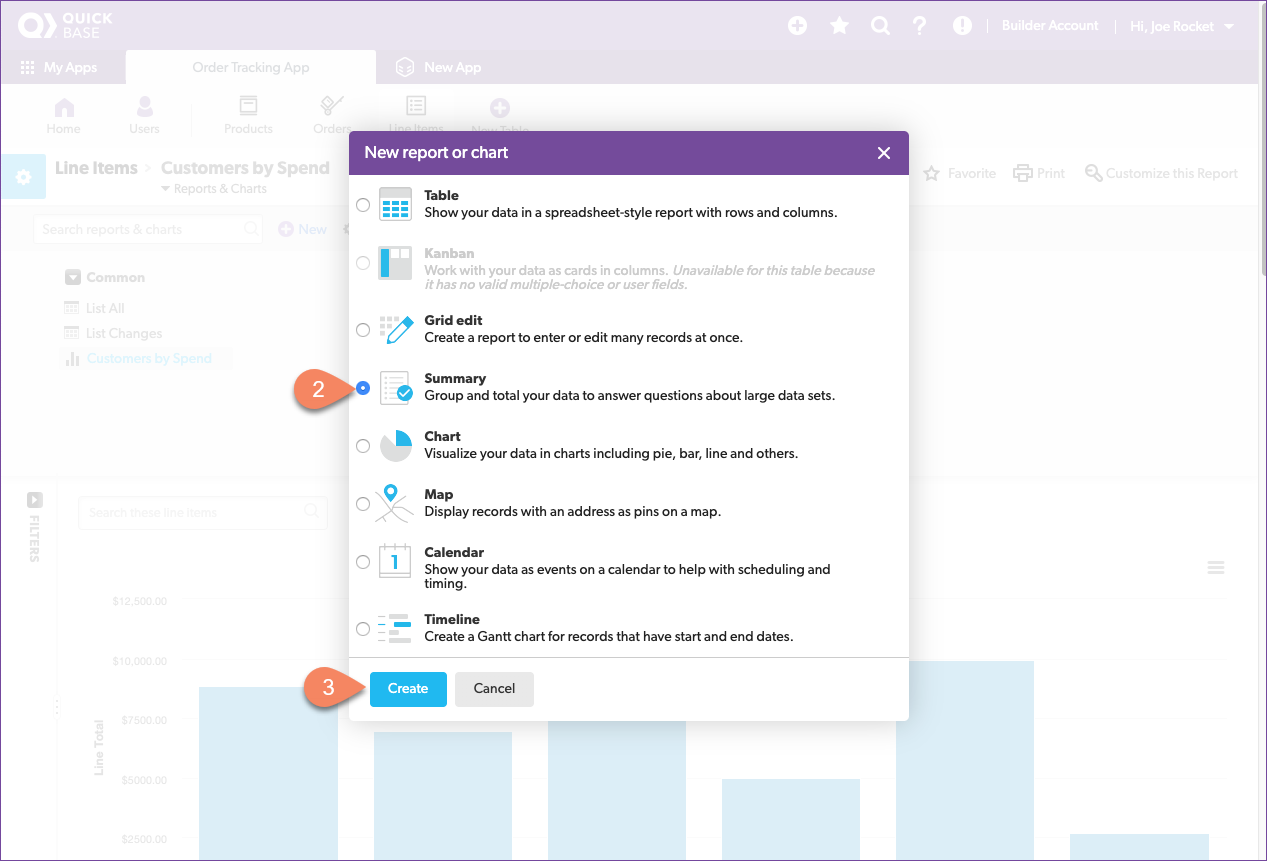 QUICK
BASE
Builder Account
Hi, Joe Rocket
My Apps
Order Tracking App
New App
Home
Users
Products
Orders
Line Items
New Table
Line Items > Customers by Spend
Reports & Charts
Favorite
Print
Customize this Report
Search reports & charts
New
Common
List All
List Changes
Customers by Spend
New report or chart
Table
Show your data in a spreadsheet-style report with rows and columns.
Kanban
Work with your data as cards in columns. Unavailable for this table because
it has no valid multiple-choice or user fields.
Grid edit
Create a report to enter or edit many records at once.
2
Summary
Group and total your data to answer questions about large data sets.
Chart
Visualize your data in charts including pie, bar, line and others.
Map
Display records with an address as pins on a map.
1
Calendar
Show your data as events on a calendar to help with scheduling and
timing.
Timeline
Create a Gantt chart for records that have start and end dates.
3
Create
Cancel
FILTERS
Search these line items
Line Total
$12,500.00
$10,000.00
$7500.00
$5000.00
$2500.00